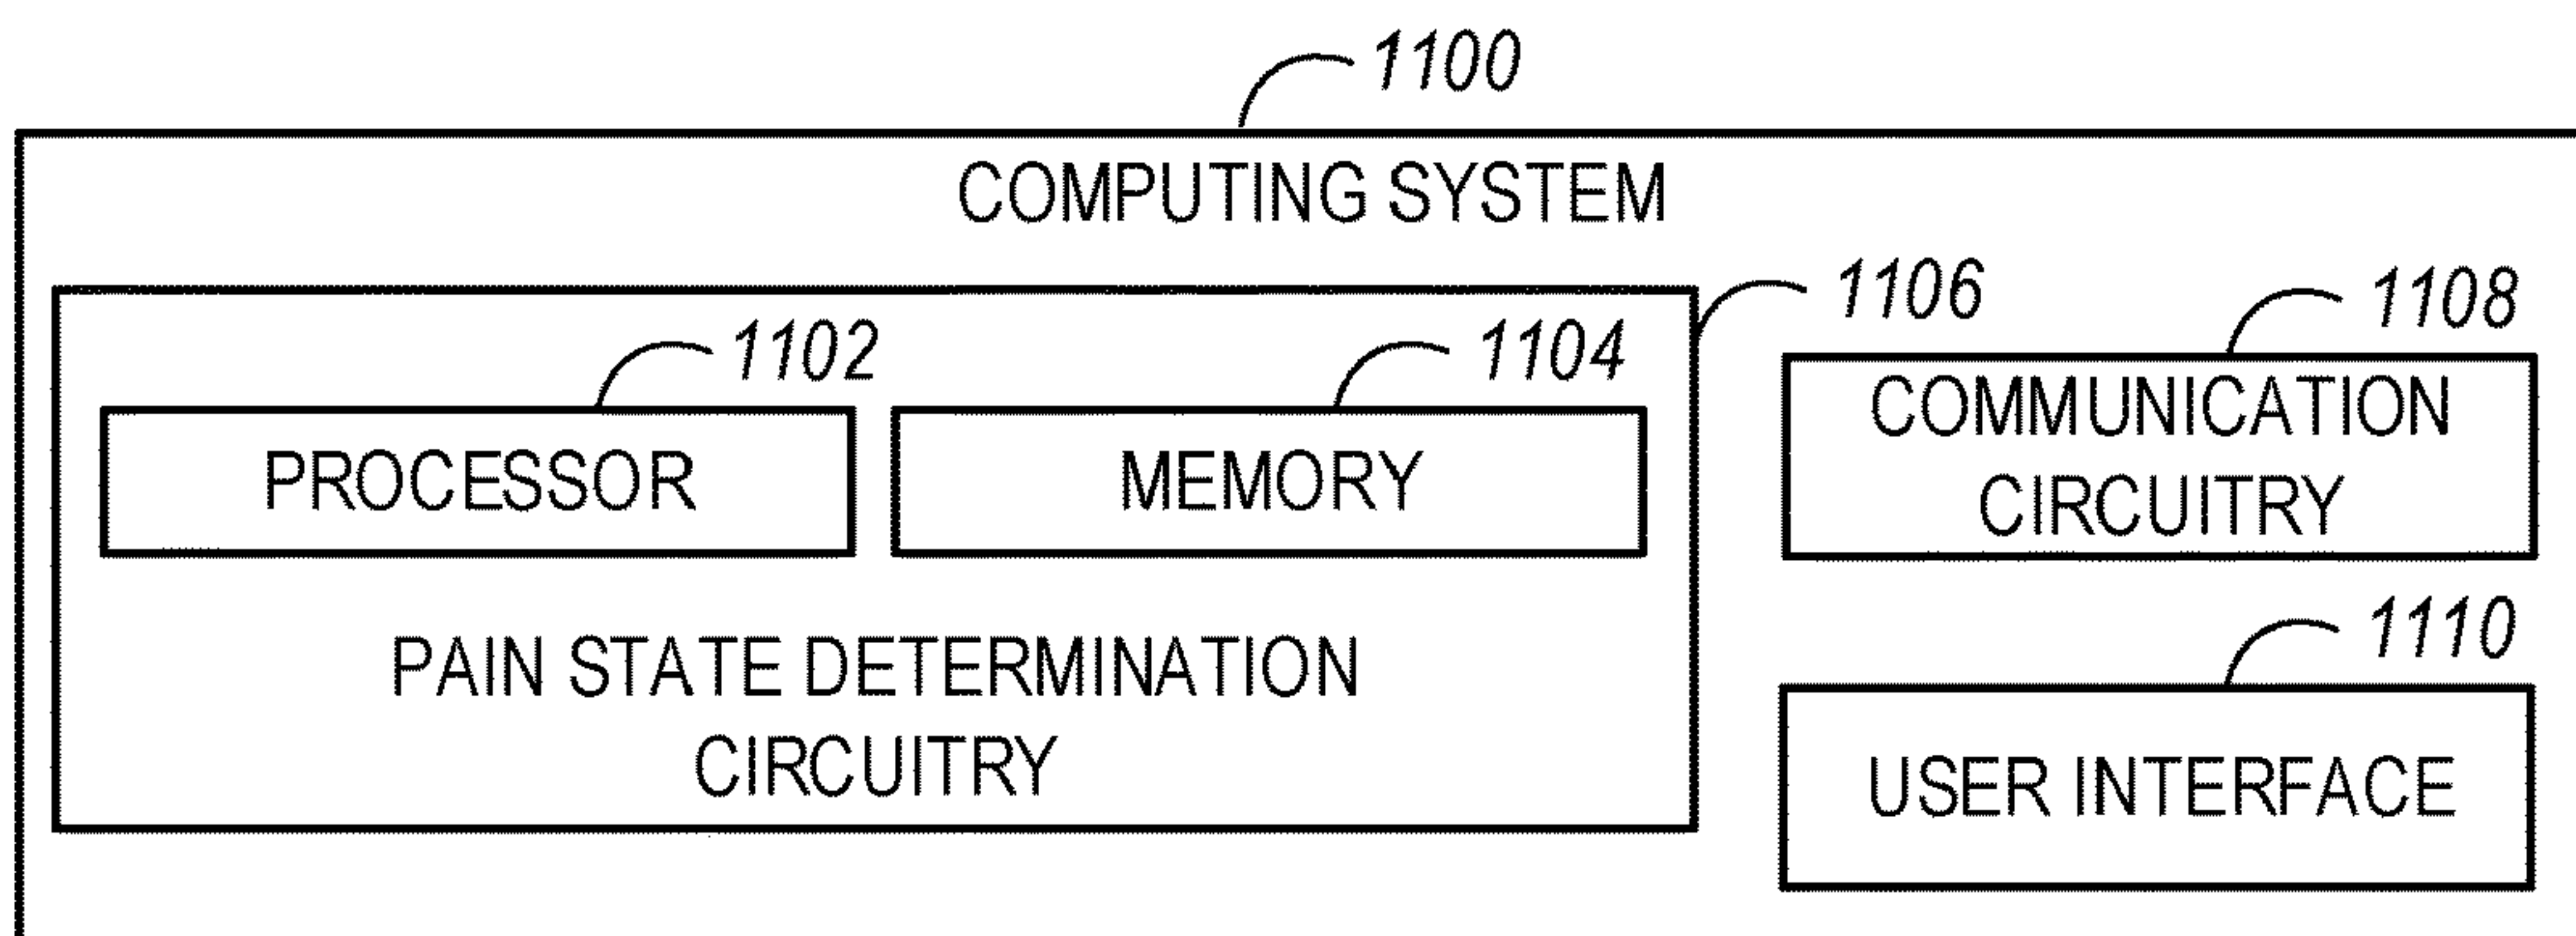 1100
COMPUTING SYSTEM
1106
1108
1102
1104
COMMUNICATION
CIRCUITRY
PROCESSOR
MEMORY
1110
PAIN STATE DETERMINATION
CIRCUITRY
USER INTERFACE